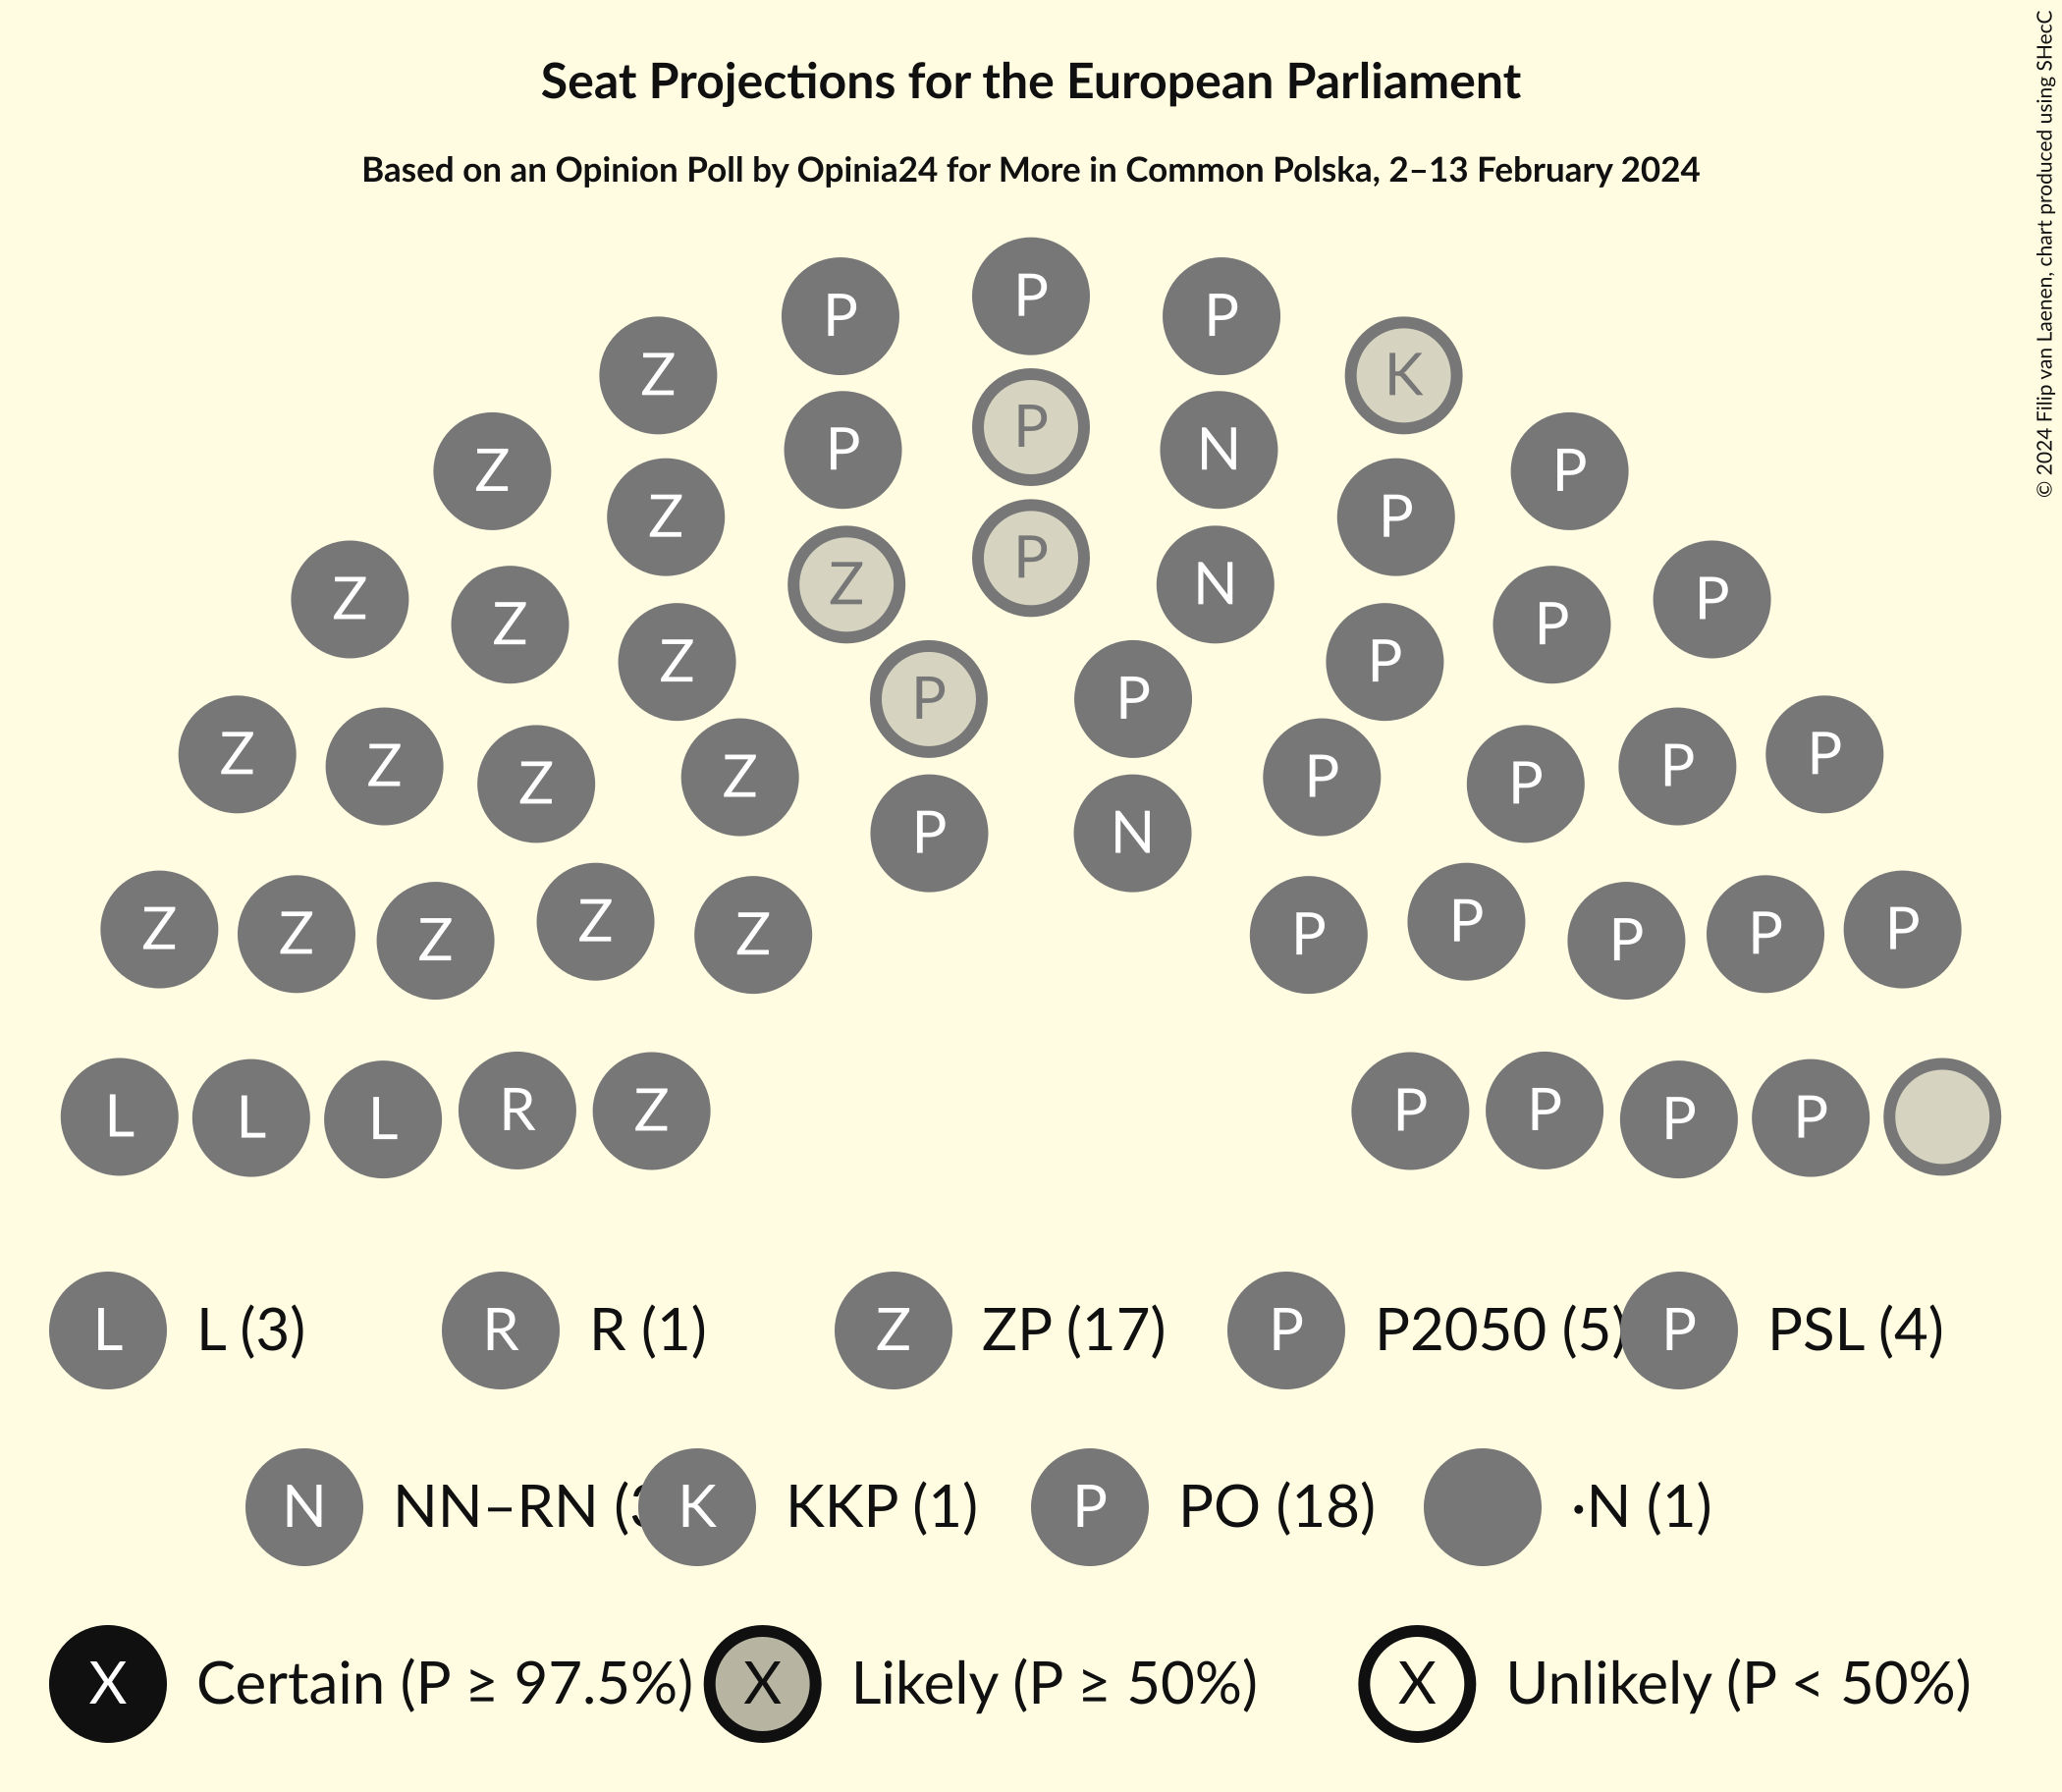 Seat Projections for the European Parliament
Based on an Opinion Poll by Opinia24 for More in Common Polska, 2–13 February 2024
© 2024 Filip van Laenen, chart produced using SHecC
P
P P
Z K
P
Z P P N P
Z P
Z Z P N P P
Z Z P P
P P
Z Z Z Z P P P P
P N
Z Z Z Z Z P P P P P
L L L R Z P P P P
L L (3) R R (1) Z ZP (17) P P2050 (5) P PSL (4)
N NN–RN ( K KKP (1) P PO (18) ·N (1)
X Certain (P ≥ 97.5%) X Likely (P ≥ 50%) X Unlikely (P < 50%)